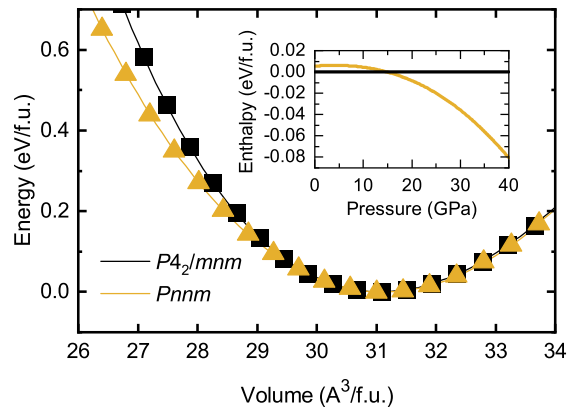 0.6
0.4
0.2
0.0
Energy (eV/f.u.)
26 27 28 29 30 31 32 33 34
Volume (A^3/f.u.)
P4₂/mnm
Pnnm
0.02
0.00
-0.02
-0.04
-0.06
-0.08
Enthalpy (eV/f.u.)
0 10 20 30 40
Pressure (GPa)